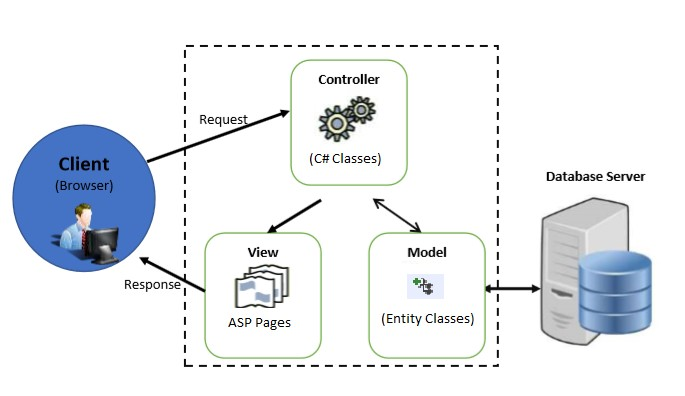 Controller
(C# Classes)
Request
Client
(Browser)
Database Server
View
ASP Pages
Model
(Entity Classes)
Response